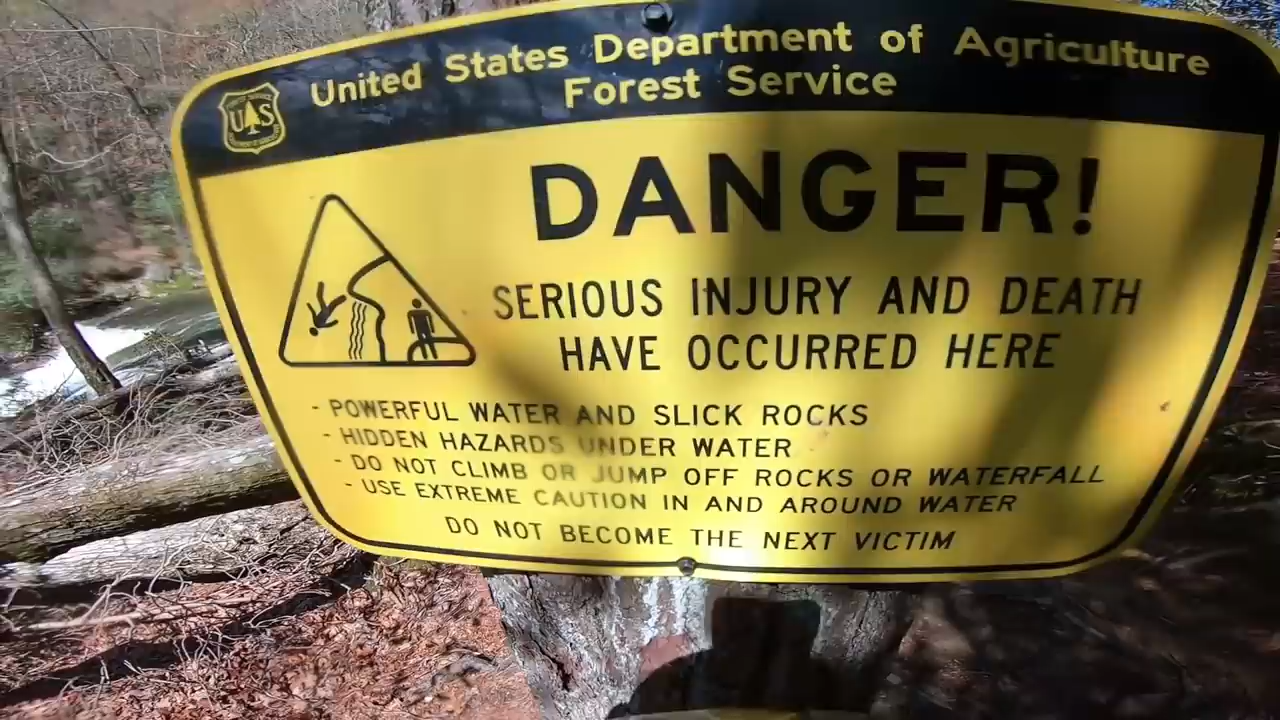 United States Department of Agriculture
Forest Service
US
DANGER!
SERIOUS INJURY AND DEATH
HAVE OCCURRED HERE
- POWERFUL WATER AND SLICK ROCKS
- HIDDEN HAZARDS UNDER WATER
- DO NOT CLIMB OR JUMP OFF ROCKS OR WATERFALL
- USE EXTREME CAUTION IN AND AROUND WATER
DO NOT BECOME THE NEXT VICTIM